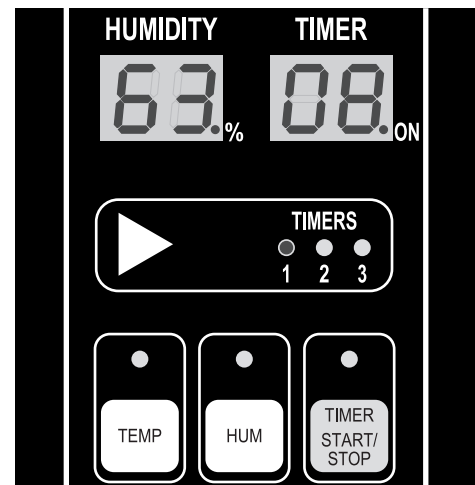 HUMIDITY TIMER
63.% 08.ON
TIMERS
1 2 3
TEMP HUM TIMER START/ STOP